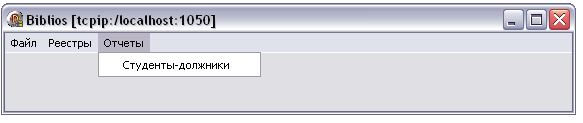 Biblios [tcpip:/localhost:1050]
Файл Реестры Отчеты
Студенты-должники